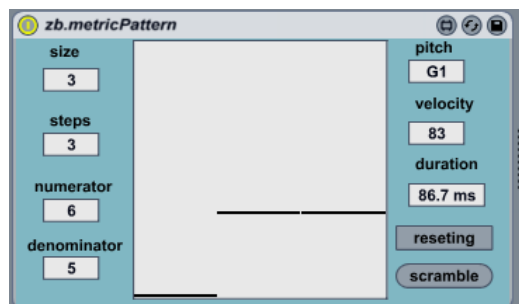 zb.metricPattern
size
3
steps
3
numerator
6
denominator
5
pitch
G1
velocity
83
duration
86.7 ms
reseting
scramble